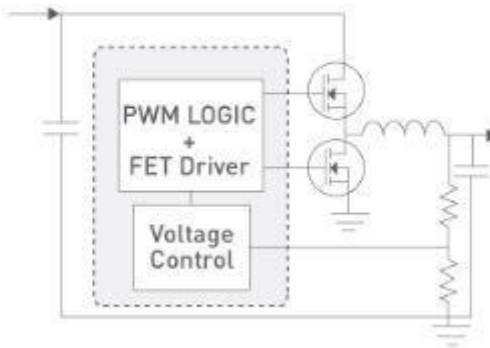 PWM LOGIC
+
FET Driver
Voltage
Control